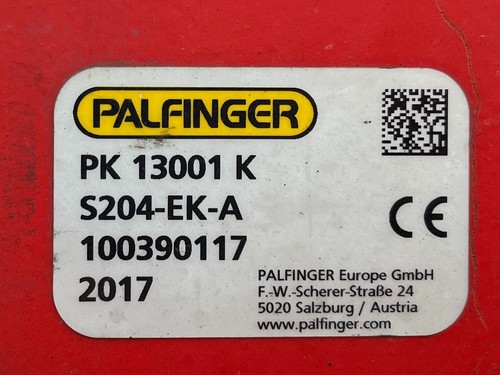 PALFINGER
PK 13001 K
S204-EK-A
100390117
2017
CE
PALFINGER Europe GmbH
F.-W.-Scherer-Straße 24
5020 Salzburg / Austria
www.palfinger.com